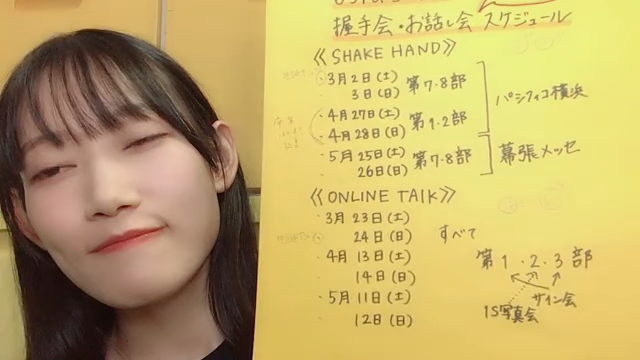 握手会・お話し会 スケジュール
《SHAKE HAND》
・3月2日(土)
3日(日)
第7・8部
・4月27日(土)
・4月28日(日)
第1・2部
パシフィコ横浜
・5月25日(土)
・26日(日)
第7・8部
幕張メッセ
《ONLINE TAlK》
・3月23日(土)
・24日(日)
すべて
・4月13日(土)
・14日(日)
第1・2・3部
・5月11日(土)
・12日(日)
サイン会
1S写真会